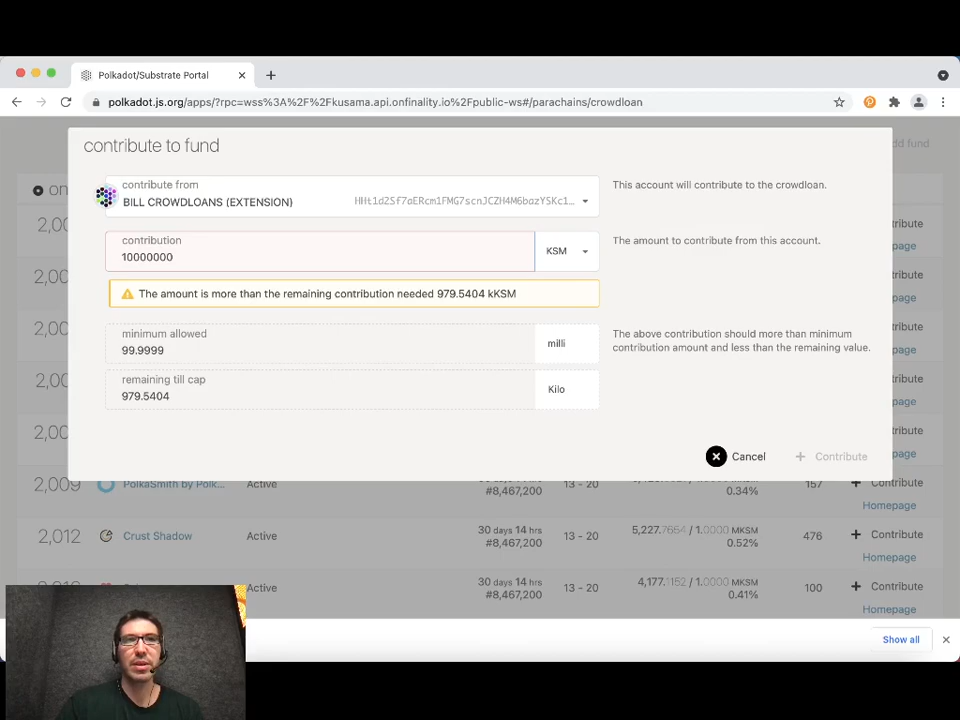 Polkadot/Substrate Portal
polkadot.js.org/apps/?rpc=wss%3A%2F%2Fkusama.api.onfinality.io%2Fpublic-ws#/parachains/crowdloan
contribute to fund
contribute from
BILL CROWDLOANS (EXTENSION)
This account will contribute to the crowdloan.
contribution
10000000
KSM
The amount to contribute from this account.
The amount is more than the remaining contribution needed 979.5404 kKSM
minimum allowed
99.9999
milli
The above contribution should more than minimum
contribution amount and less than the remaining value.
remaining till cap
979.5404
Kilo
Cancel
Contribute
2,009 PolkaSmith by Polk... Active #8,467,200 13 - 20 0.34% 157 Contribute
Homepage
2,012 Crust Shadow Active 30 days 14 hrs #8,467,200 13 - 20 5,227.7654 / 1.0000 MKSM 0.52% 476 Contribute
Homepage
Active 30 days 14 hrs #8,467,200 13 - 20 4,177.1152 / 1.0000 MKSM 0.41% 100 Contribute
Homepage
Show all